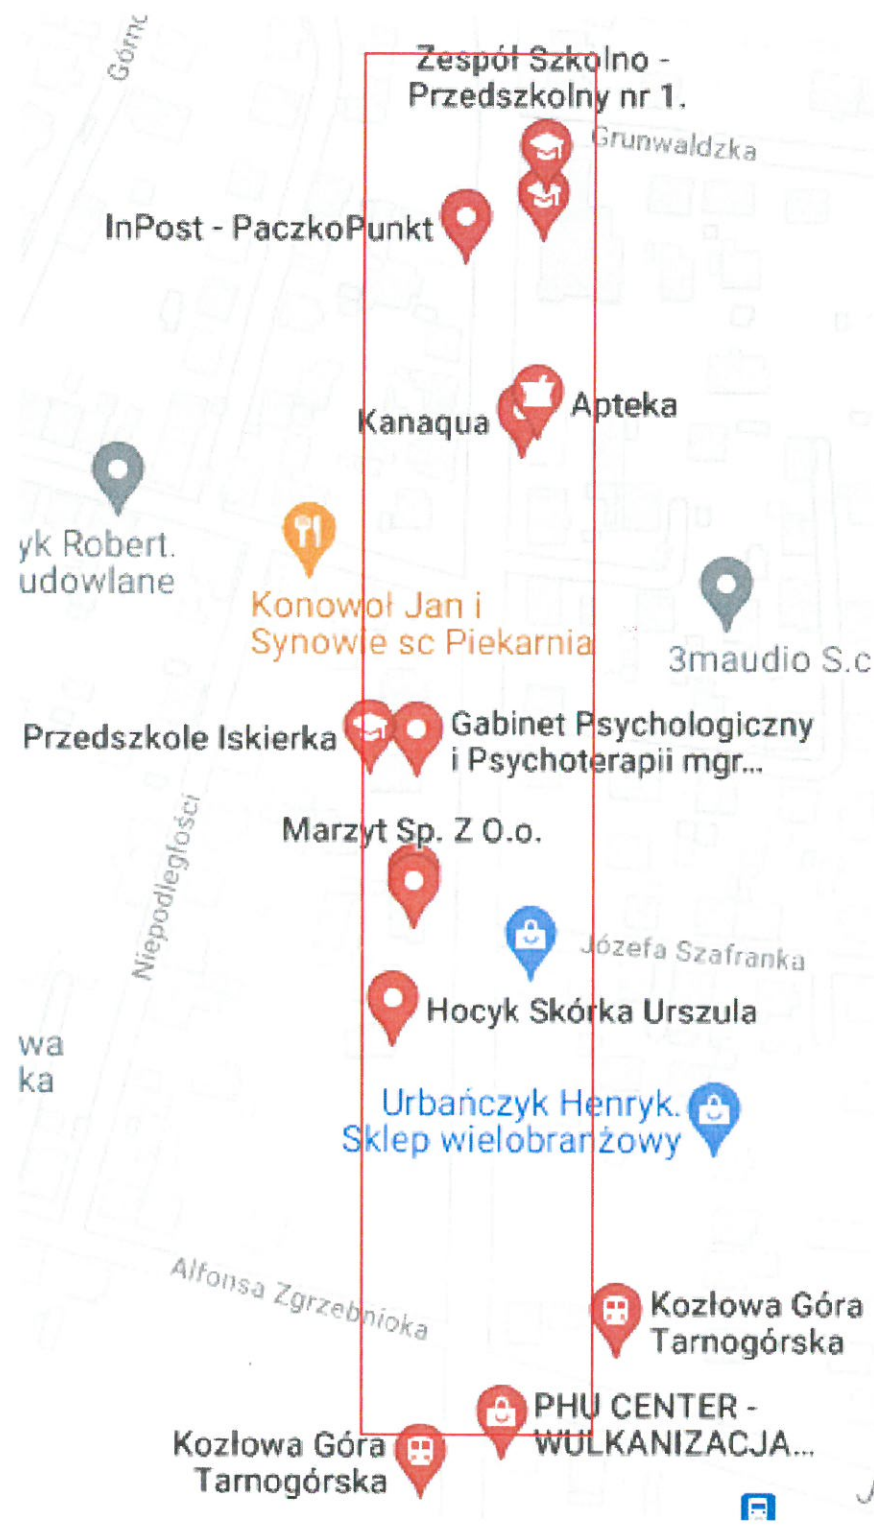 Górno
Zespół Szkolno -
Przedszkolny nr 1.
Grunwaldzka
InPost - PaczkoPunkt
Kanaqua
Apteka
yk Robert.
udowlane
Konowoł Jan i
Synowie sc Piekarnia
3maudio S.c
Przedszkole Iskierka
Gabinet Psychologiczny
i Psychoterapii mgr...
Marzyt Sp. Z O.o.
Niepodległości
Józefa Szafranka
Hocyk Skórka Urszula
wa
ka
Urbańczyk Henryk.
Sklep wielobranżowy
Alfonsa Zgrzebnioka
Kozłowa Góra
Tarnogórska
PHU CENTER -
WULKANIZACJA...
Kozłowa Góra
Tarnogórska